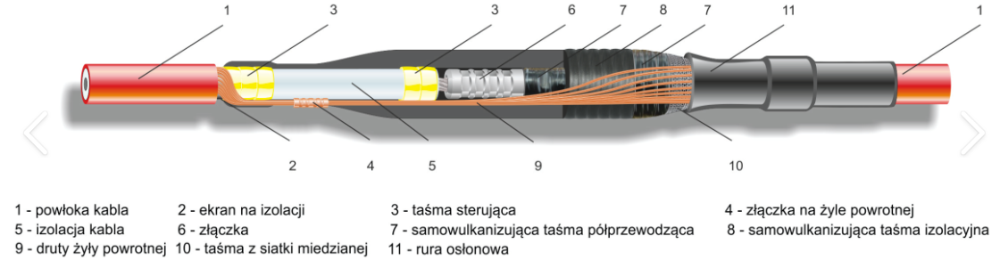 1 3 3 6 7 8 7 11 1
2 4 5 9 10
1 - powłoka kabla 2 - ekran na izolacji 3 - taśma sterująca 4 - złączka na żyle powrotnej
5 - izolacja kabla 6 - złączka 7 - samowulkanizująca taśma półprzewodząca 8 - samowulkanizująca taśma izolacyjna
9 - druty żyły powrotnej 10 - taśma z siatki miedzianej 11 - rura osłonowa